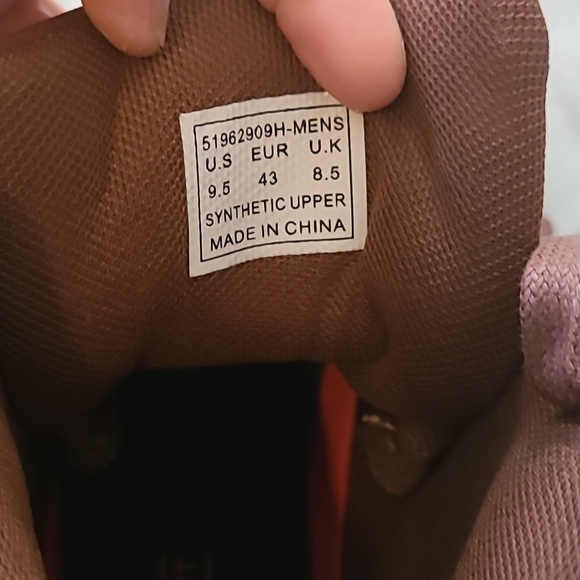 51962909H-MENS
U.S EUR U.K
9.5 43 8.5
SYNTHETIC UPPER
MADE IN CHINA